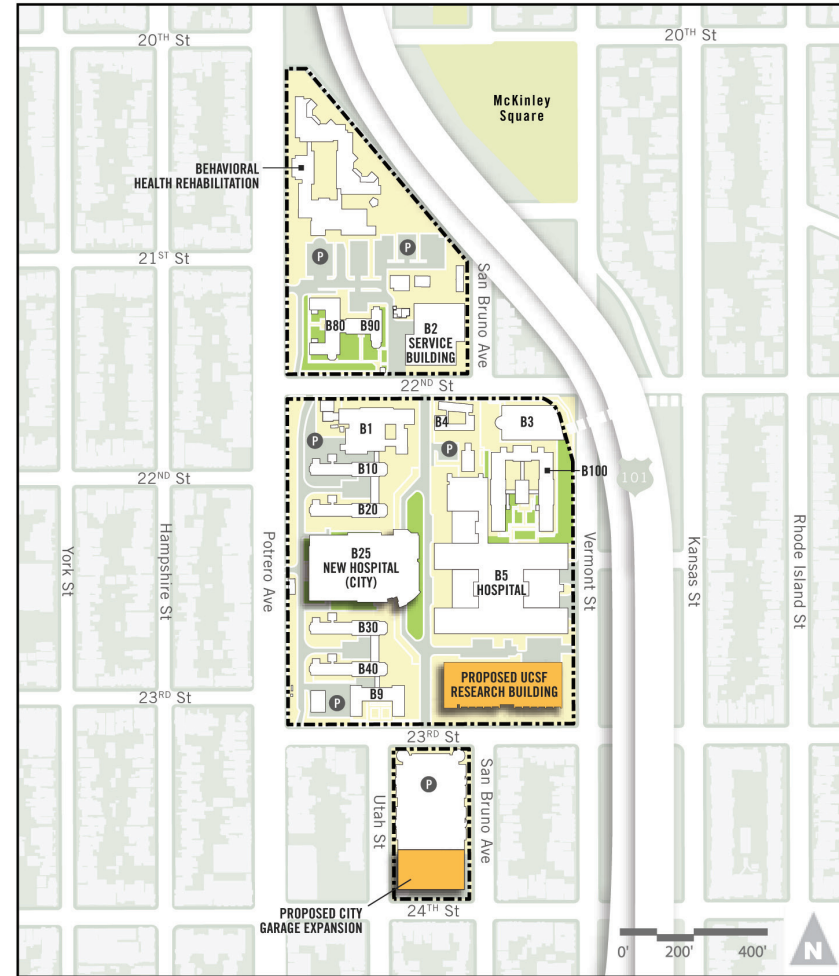 20TH St
20TH St
McKinley
Square
BEHAVIORAL
HEALTH REHABILITATION
P
P
21ST St
San Bruno Ave
B80
B90
B2
SERVICE
BUILDING
22ND St
B1
B4
B3
P
P
B10
B100
22ND St
101
B20
Potrero Ave
Hampshire St
York St
B25
NEW HOSPITAL
(CITY)
B5
HOSPITAL
Vermont St
Kansas St
Rhode Island St
B30
B40
PROPOSED UCSF
RESEARCH BUILDING
23RD St
B9
P
23RD St
San Bruno Ave
P
Utah St
24TH St
PROPOSED CITY
GARAGE EXPANSION
0'
200'
400'
N